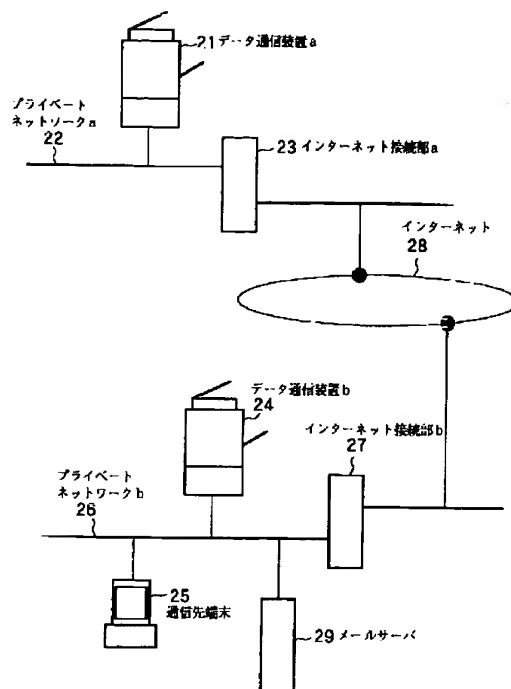 21 データ通信装置a
プライベート
ネットワークa
22
23 インターネット接続部a
インターネット
28
データ通信装置b
24
インターネット接続部b
27
プライベート
ネットワークb
26
25
通信先端末
29 メールサーバ